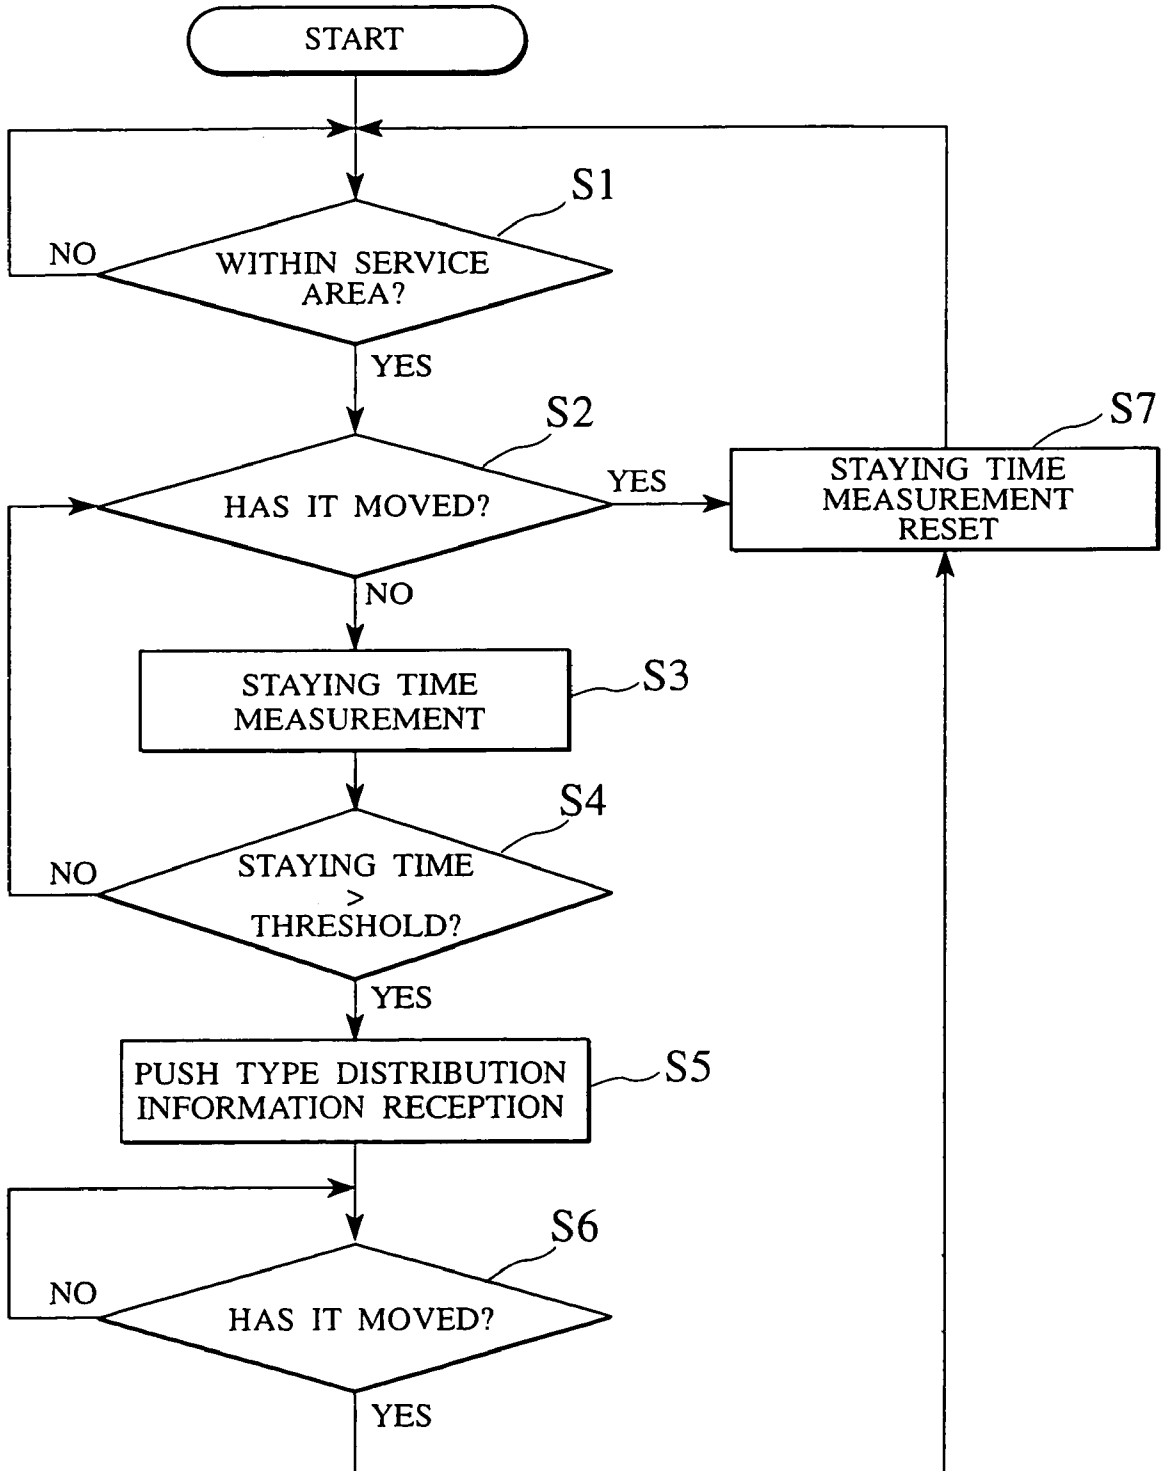 START
S1
NO
WITHIN SERVICE
AREA?
YES
S2
HAS IT MOVED?
YES
S7
STAYING TIME
MEASUREMENT
RESET
NO
STAYING TIME
MEASUREMENT
S3
S4
NO
STAYING TIME
>
THRESHOLD?
YES
PUSH TYPE DISTRIBUTION
INFORMATION RECEPTION
S5
S6
NO
HAS IT MOVED?
YES